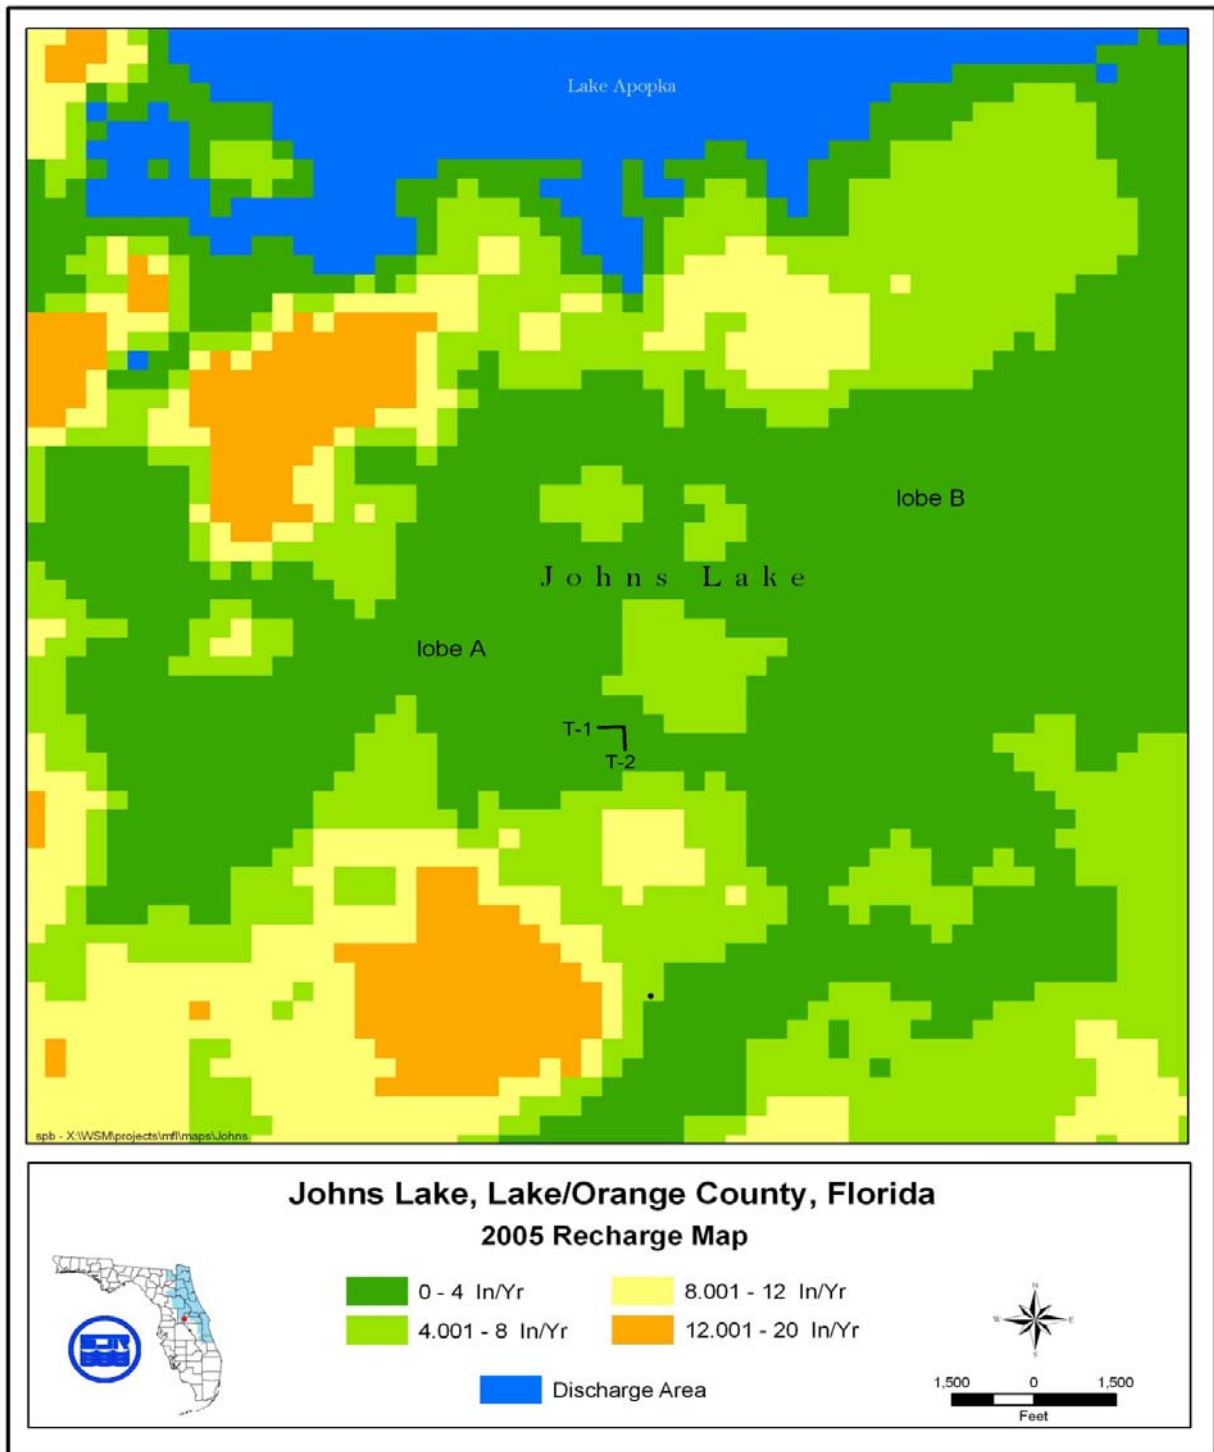 Lake Apopka
lobe B
Johns Lake
lobe A
T-1
T-2
spb - X:\WSM\projects\mfl\maps\Johns
Johns Lake, Lake/Orange County, Florida
2005 Recharge Map
0 - 4 In/Yr
8.001 - 12 In/Yr
4.001 - 8 In/Yr
12.001 - 20 In/Yr
Discharge Area
N
W
E
S
1,500 0 1,500
Feet